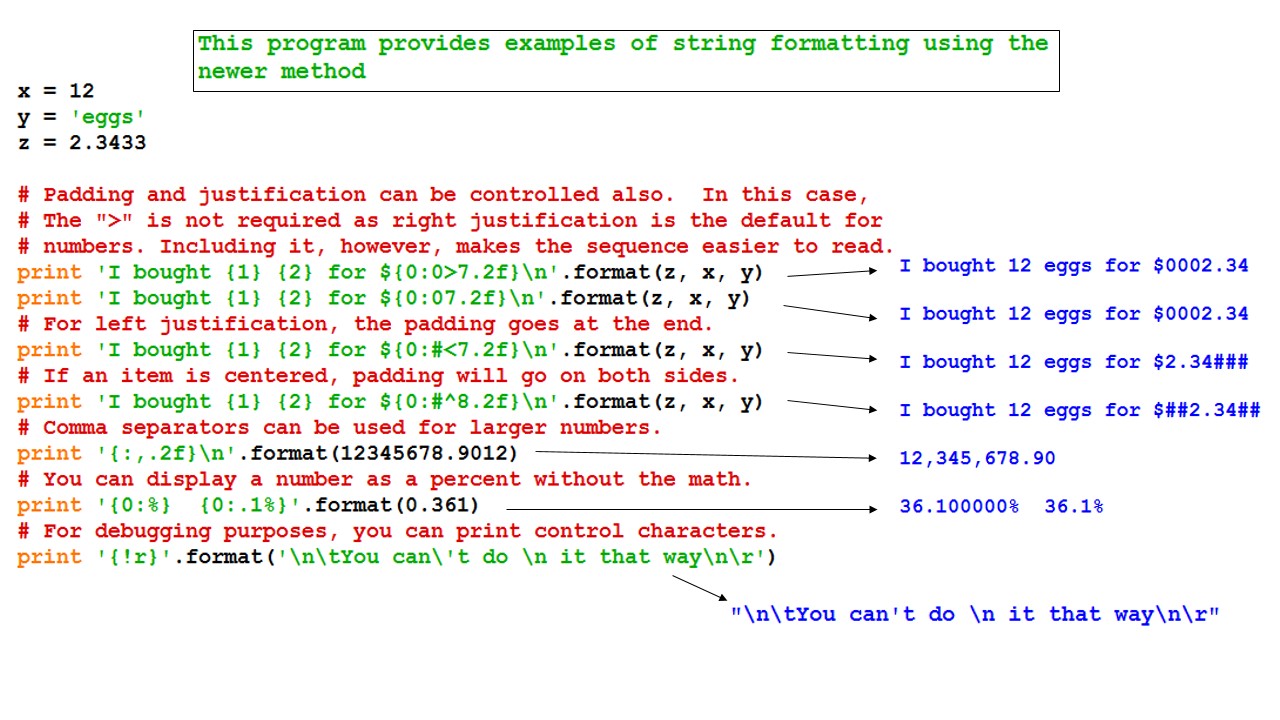 This program provides examples of string formatting using the
newer method
x = 12
y = 'eggs'
z = 2.3433
# Padding and justification can be controlled also.  In this case,
# The ">" is not required as right justification is the default for
# numbers. Including it, however, makes the sequence easier to read.
print 'I bought {1} {2} for ${0:0>7.2f}\n'.format(z, x, y)
I bought 12 eggs for $0002.34
print 'I bought {1} {2} for ${0:07.2f}\n'.format(z, x, y)
I bought 12 eggs for $0002.34
# For left justification, the padding goes at the end.
print 'I bought {1} {2} for ${0:#<7.2f}\n'.format(z, x, y)
I bought 12 eggs for $2.34###
# If an item is centered, padding will go on both sides.
print 'I bought {1} {2} for ${0:#^8.2f}\n'.format(z, x, y)
I bought 12 eggs for $##2.34##
# Comma separators can be used for larger numbers.
print '{:,.2f}\n'.format(12345678.9012)
12,345,678.90
# You can display a number as a percent without the math.
print '{0:%}  {0:.1%}'.format(0.361)
36.100000%  36.1%
# For debugging purposes, you can print control characters.
print '{!r}'.format('\n\tYou can\'t do \n it that way\n\r')
"\n\tYou can't do \n it that way\n\r"